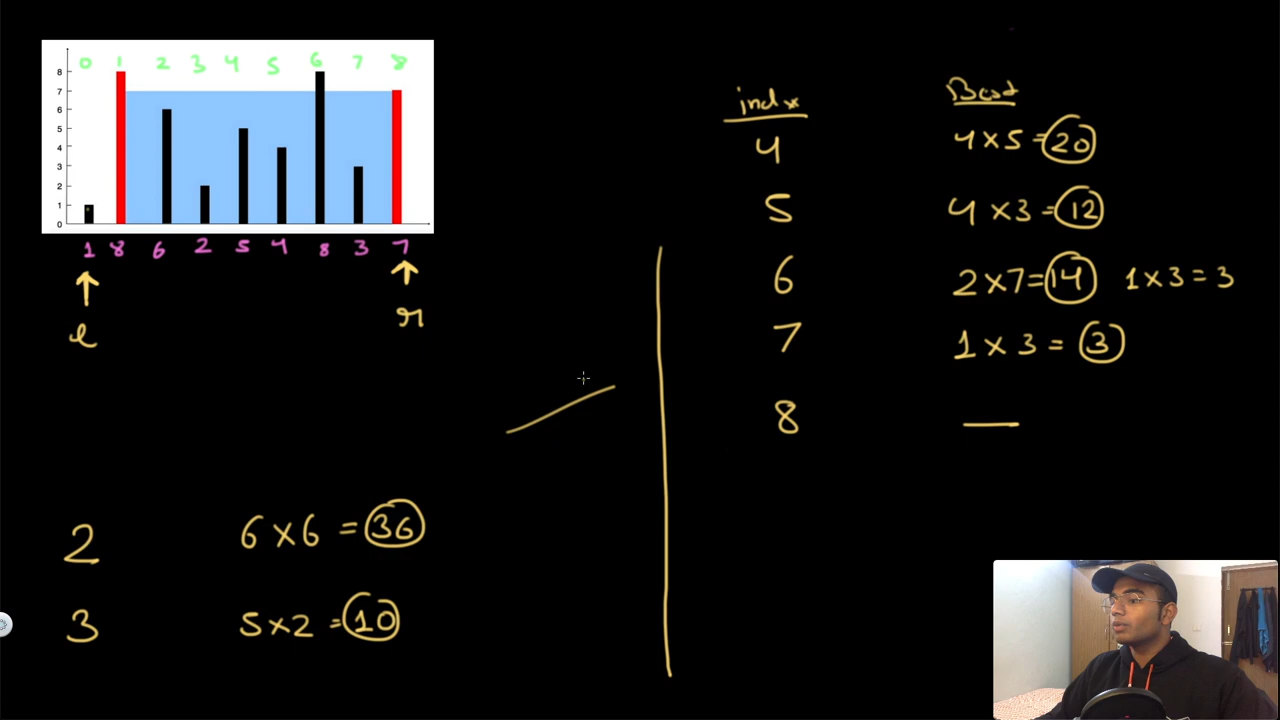 0 1 2 3 4 5 6 7 8
8
7
6
5
4
3
2
1
0
1 8 6 2 5 4 8 3 7
l r
2 6 x 6 = 36
3 5 x 2 = 10
index Best
4 4 x 5 = 20
5 4 x 3 = 12
6 2 x 7 = 14 1 x 3 = 3
7 1 x 3 = 3
8 —